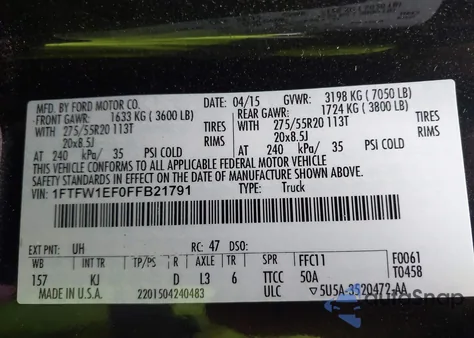 MFD. BY FORD MOTOR CO. DATE: 04/15 GVWR: 3198 KG ( 7050 LB)
FRONT GAWR: 1633 KG ( 3600 LB) REAR GAWR: 1724 KG ( 3800 LB)
WITH 275/55R20 113T TIRES WITH 275/55R20 113T TIRES
20x8.5J RIMS 20x8.5J RIMS
AT 240 kPa/ 35 PSI COLD AT 240 kPa/ 35 PSI COLD
THIS VEHICLE CONFORMS TO ALL APPLICABLE FEDERAL MOTOR VEHICLE
SAFETY STANDARDS IN EFFECT ON THE DATE OF MANUFACTURE SHOWN ABOVE.
VIN: 1FTFW1EF0FFB21791 TYPE: Truck
EXT PNT: UH RC: 47 DSO: F0061
WB INT TR TP/PS R AXLE TR SPR FFC11 T0458
157 KJ D L3 6 TTCC 50A
MADE IN U.S.A. 2201504240483 ULC ▽5U5A-3520472-AA
autoSnap